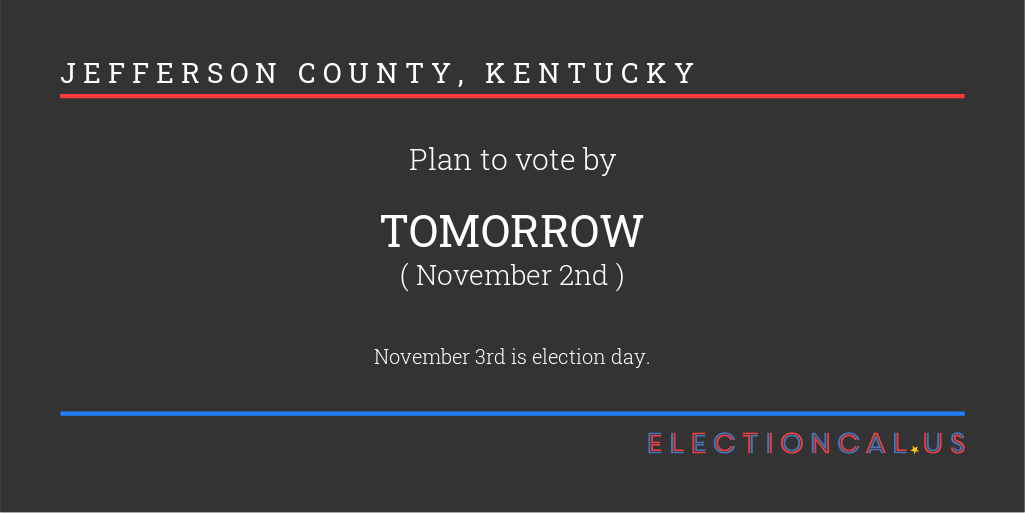 JEFFERSON COUNTY, KENTUCKY
Plan to vote by
TOMORROW
( November 2nd )
November 3rd is election day.
ELECTIONCAL.US